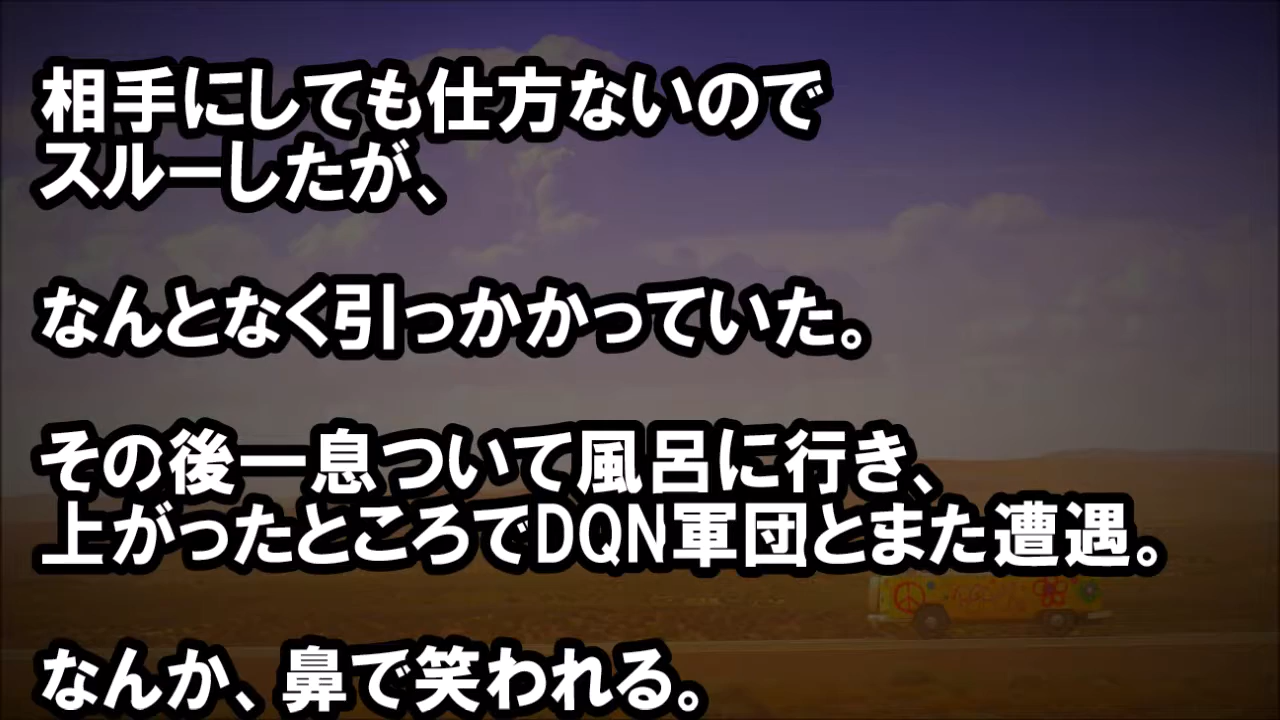 相手にしても仕方ないので
スルーしたが、
なんとなく引っかかっていた。
その後一息ついて風呂に行き、
上がったところでDQN軍団とまた遭遇。
なんか、鼻で笑われる。